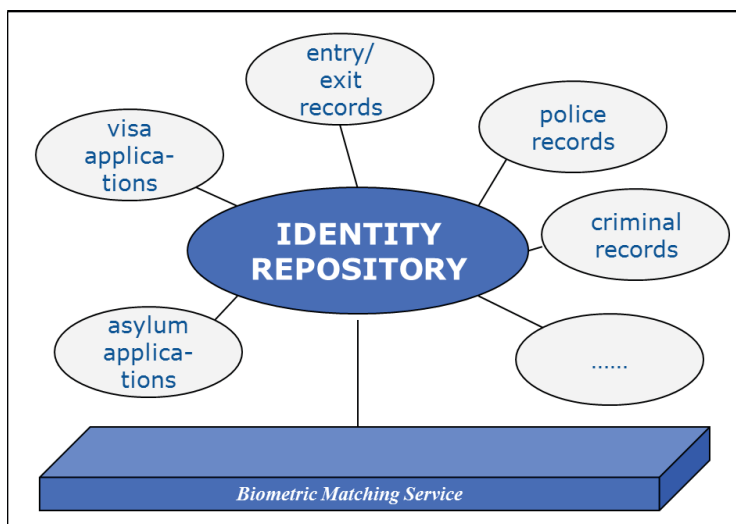 entry/
exit
records
visa
applica-
tions
police
records
IDENTITY
REPOSITORY
criminal
records
asylum
applica-
tions
......
Biometric Matching Service